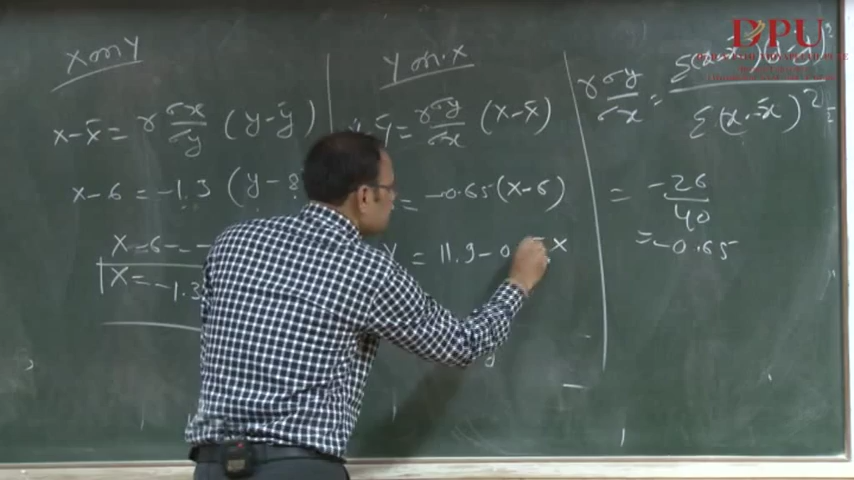 X on Y
x - x̄ = r σx/σy (y - ȳ)
x - 6 = -1.3 (y - 8
X = 6 -
X = -1.3
Y on X
ȳ = r σy/σx (x - x̄)
= -0.65 (x - 6)
Y = 11.9 - 0. X
r σy/σx =
Σ(x - x̄)²
= -26/40
= -0.65
DPU